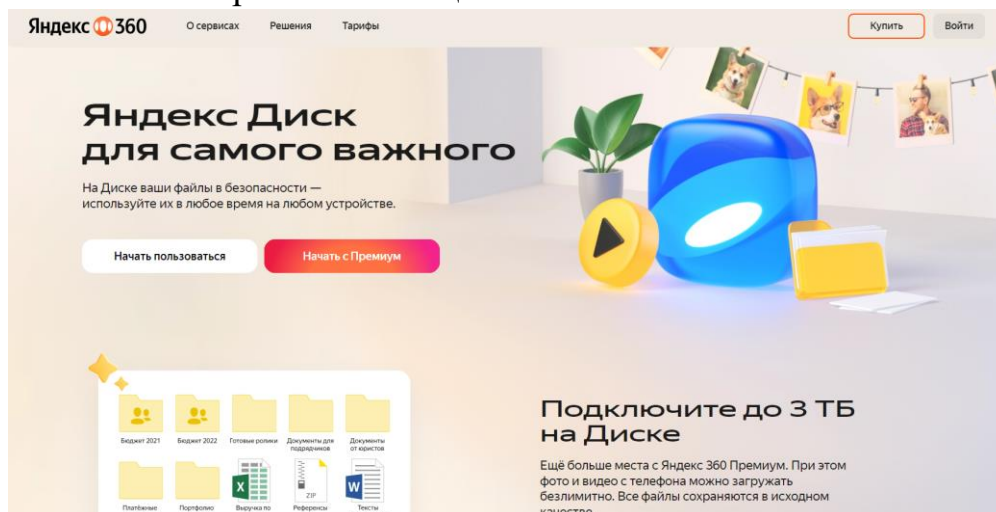 Яндекс 360
О сервисах
Решения
Тарифы
Купить
Войти
Яндекс Диск
для самого важного
На Диске ваши файлы в безопасности —
используйте их в любое время на любом устройстве.
Начать пользоваться
Начать с Премиум
Бюджет 2021
Бюджет 2022
Готовые ролики
Документы для
подрядчиков
Документы
от юристов
X
ZIP
W
Платёжные
Портфолио
Выручка по
Референсы
Тексты
Подключите до 3 ТБ
на Диске
Ещё больше места с Яндекс 360 Премиум. При этом
фото и видео с телефона можно загружать
безлимитно. Все файлы сохраняются в исходном